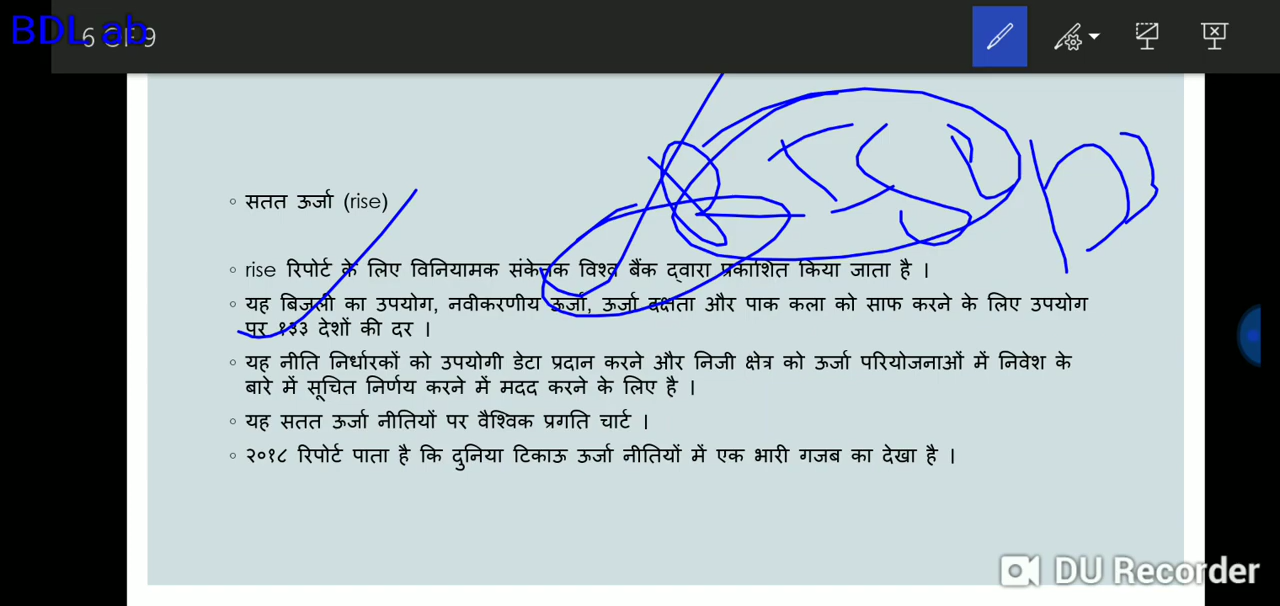 BDL ab
6 OF 9
सतत ऊर्जा (rise)
rise रिपोर्ट के लिए विनियामक संकेतक विश्व बैंक द्वारा प्रकाशित किया जाता है ।
यह बिजली का उपयोग, नवीकरणीय ऊर्जा, ऊर्जा दक्षता और पाक कला को साफ करने के लिए उपयोग
पर १३३ देशों की दर ।
यह नीति निर्धारकों को उपयोगी डेटा प्रदान करने और निजी क्षेत्र को ऊर्जा परियोजनाओं में निवेश के
बारे में सूचित निर्णय करने में मदद करने के लिए है ।
यह सतत ऊर्जा नीतियों पर वैश्विक प्रगति चार्ट ।
२०१८ रिपोर्ट पाता है कि दुनिया टिकाऊ ऊर्जा नीतियों में एक भारी गजब का देखा है ।
DU Recorder